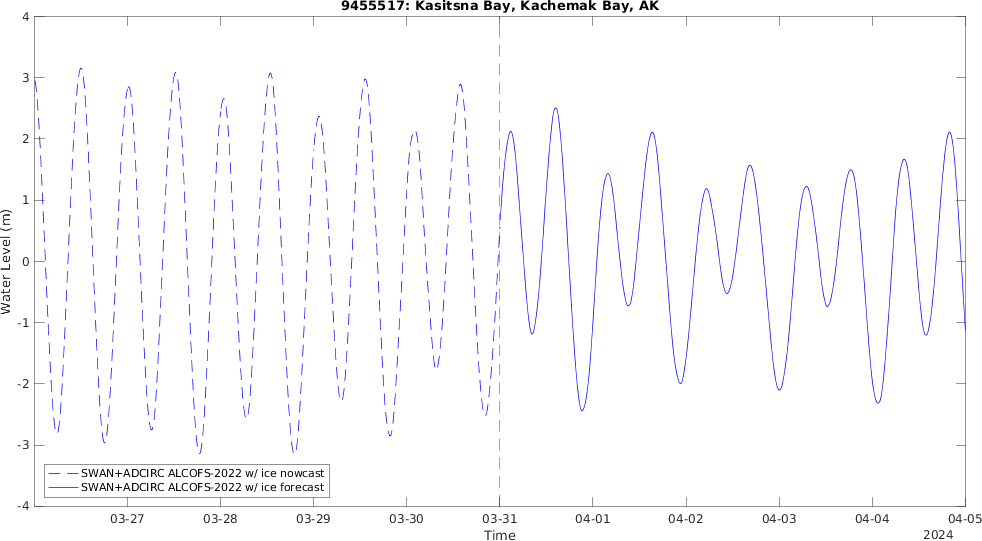 9455517: Kasitsna Bay, Kachemak Bay, AK
4
3
2
1
0
-1
-2
-3
-4
Water Level (m)
SWAN+ADCIRC ALCOFS-2022 w/ ice nowcast
SWAN+ADCIRC ALCOFS-2022 w/ ice forecast
03-27 03-28 03-29 03-30 03-31 04-01 04-02 04-03 04-04 04-05
Time
2024